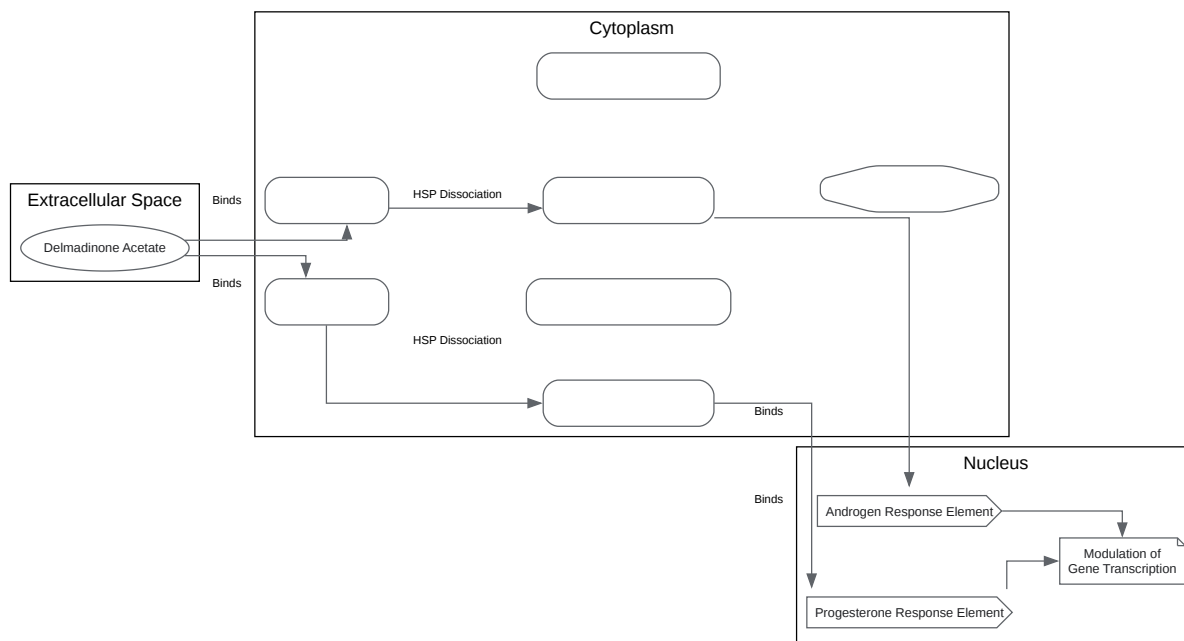 Cytoplasm
Extracellular Space
Delmadinone Acetate
Binds
HSP Dissociation
Binds
HSP Dissociation
Binds
Binds
Nucleus
Androgen Response Element
Modulation of
Gene Transcription
Progesterone Response Element